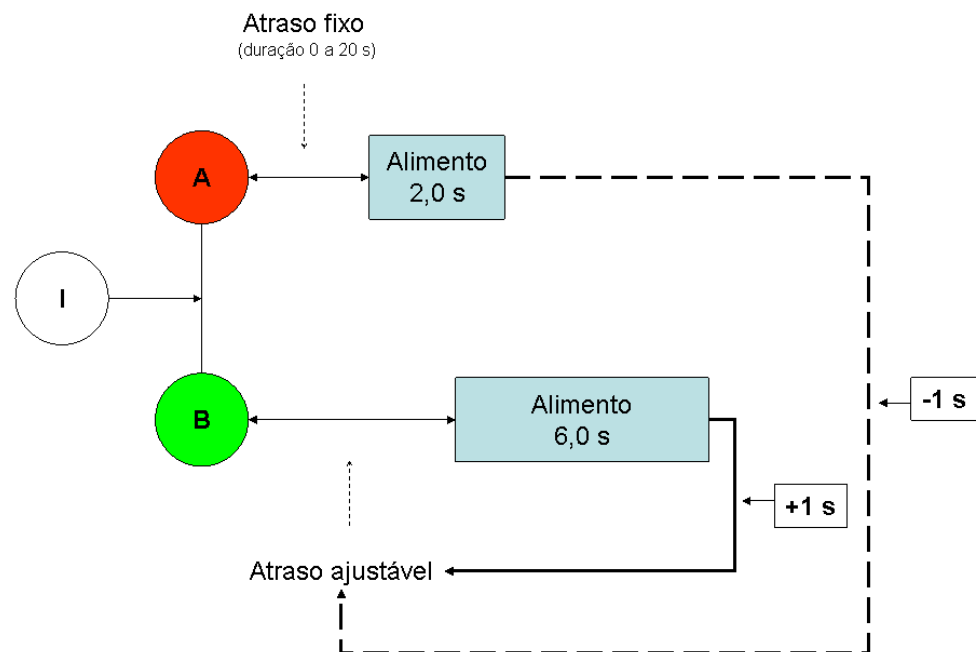 Atraso fixo
(duração 0 a 20 s)
A
Alimento
2,0 s
I
B
Alimento
6,0 s
-1 s
+1 s
Atraso ajustável